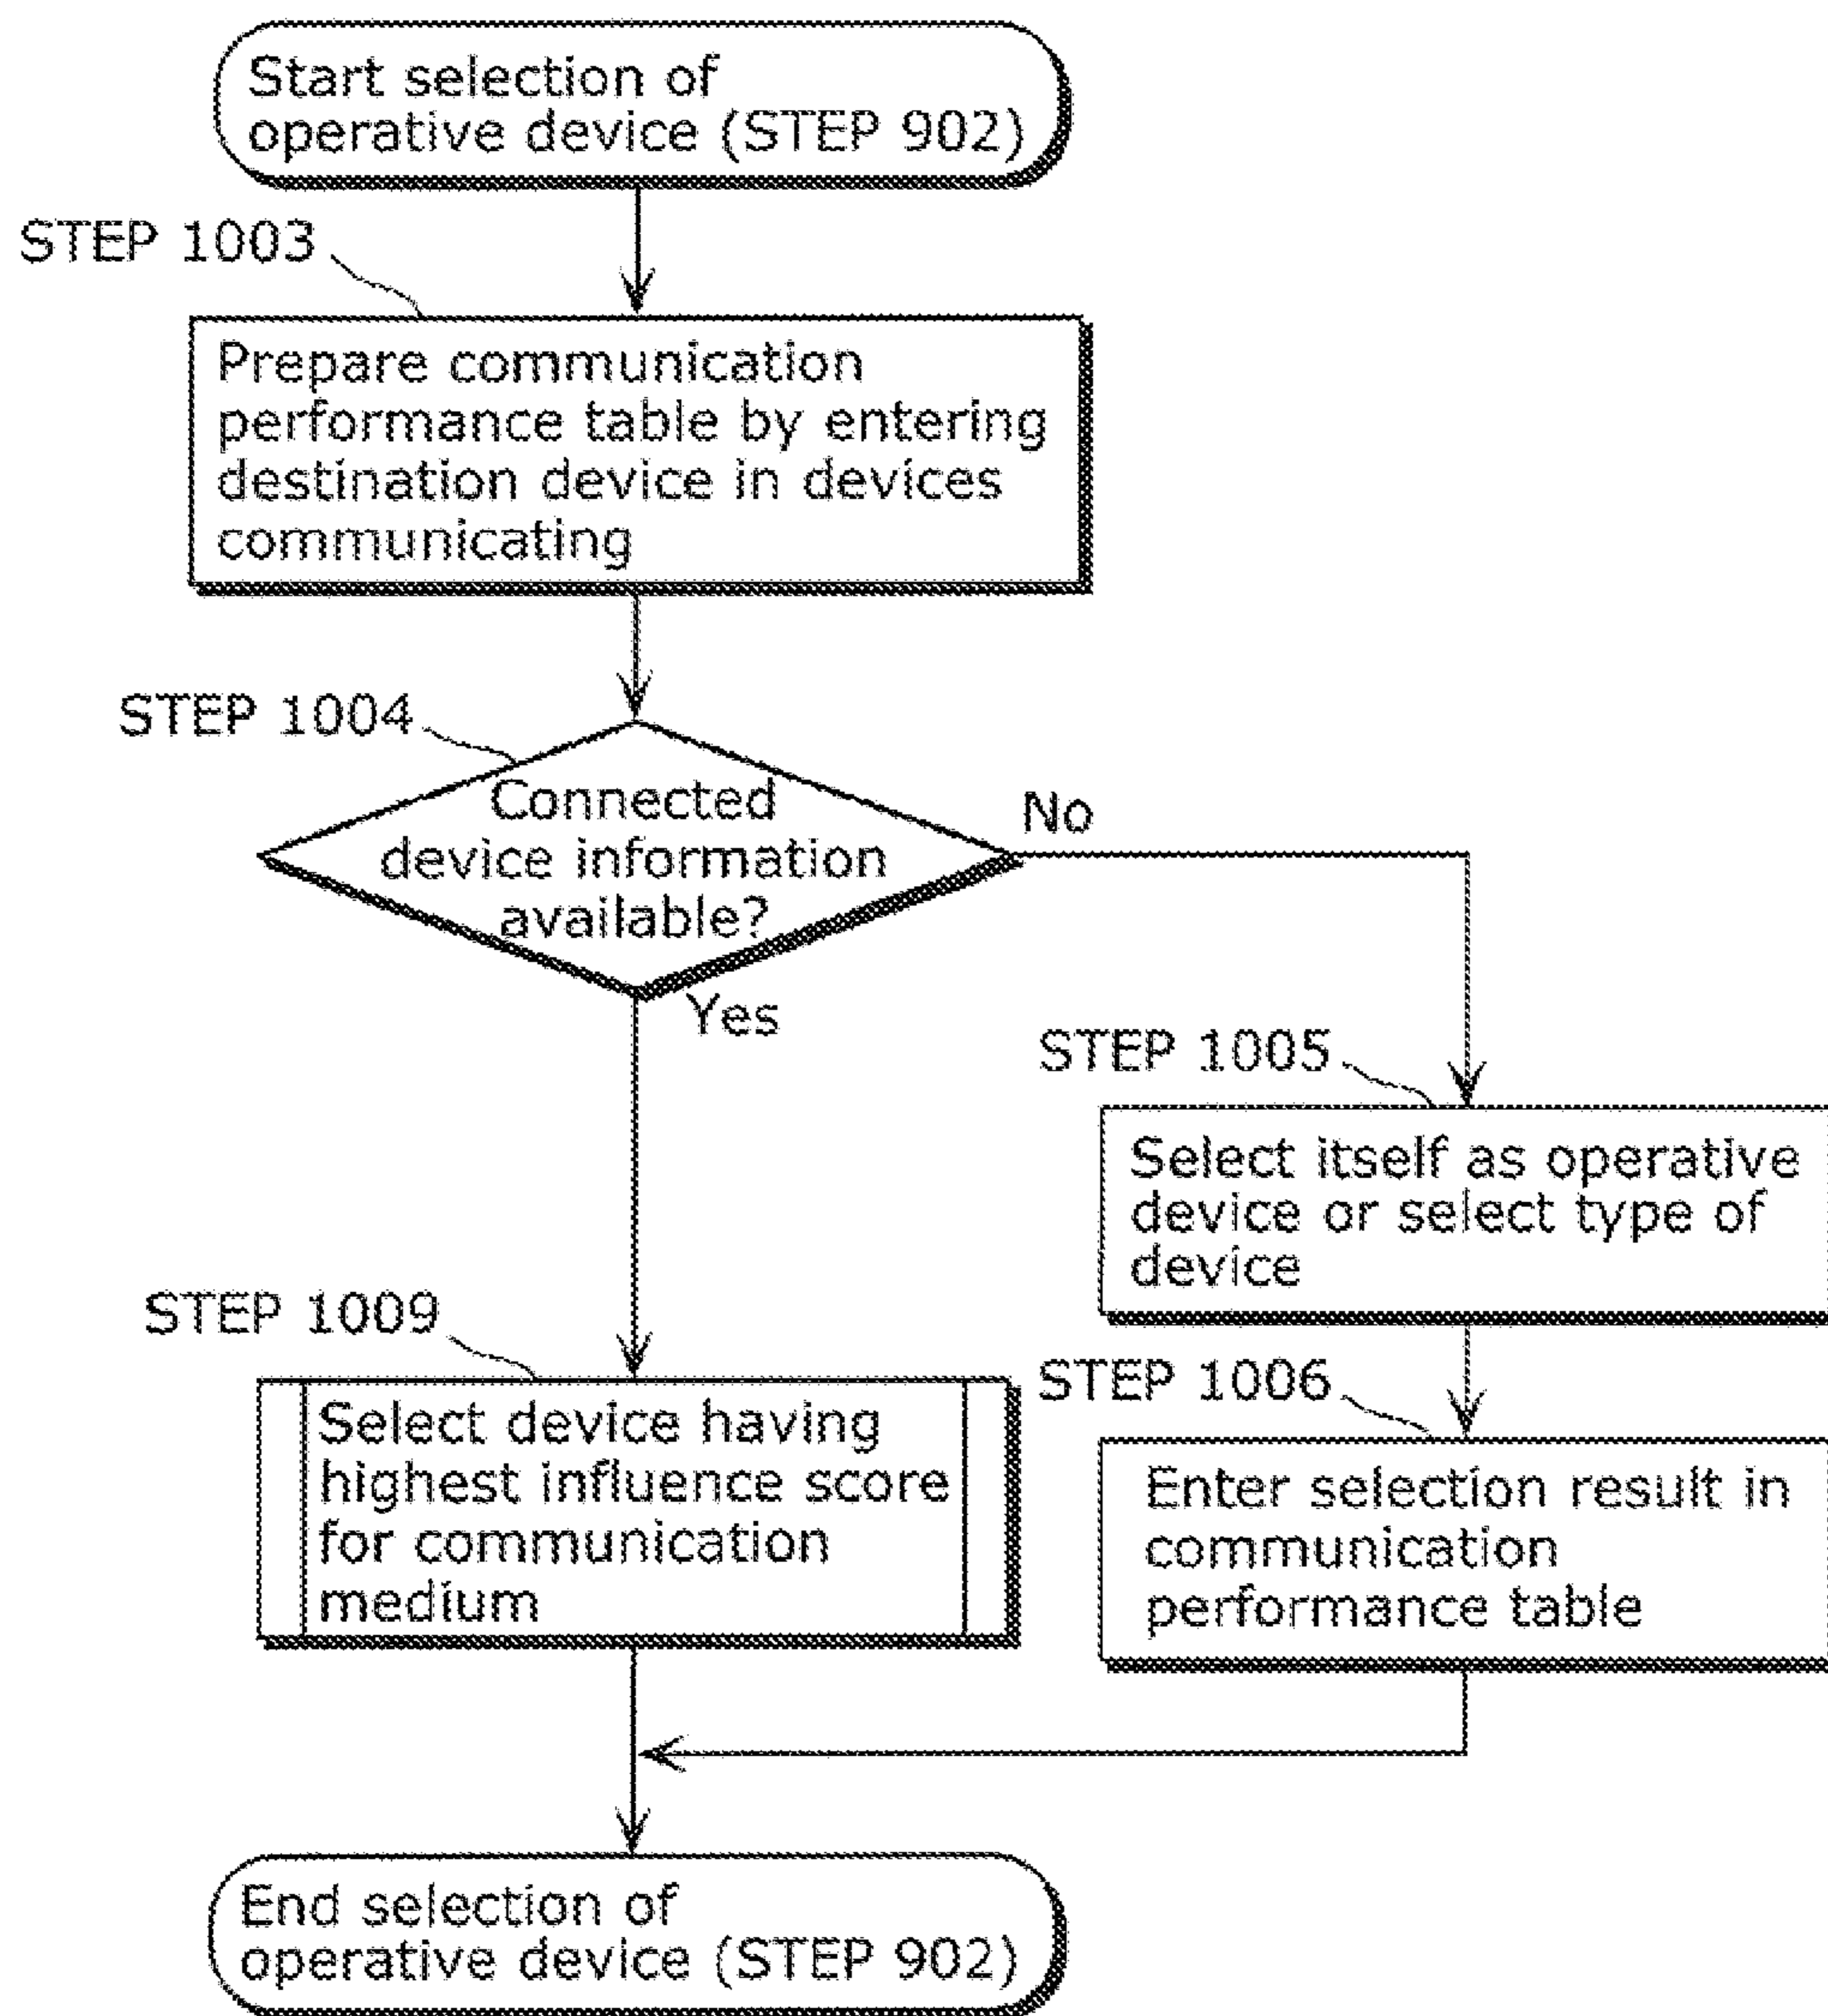 Start selection of
operative device (STEP 902)
STEP 1003
Prepare communication
performance table by entering
destination device in devices
communicating
STEP 1004
Connected
device information
available?
No
Yes
STEP 1005
Select itself as operative
device or select type of
device
STEP 1009
Select device having
highest influence score
for communication
medium
STEP 1006
Enter selection result in
communication
performance table
End selection of
operative device (STEP 902)